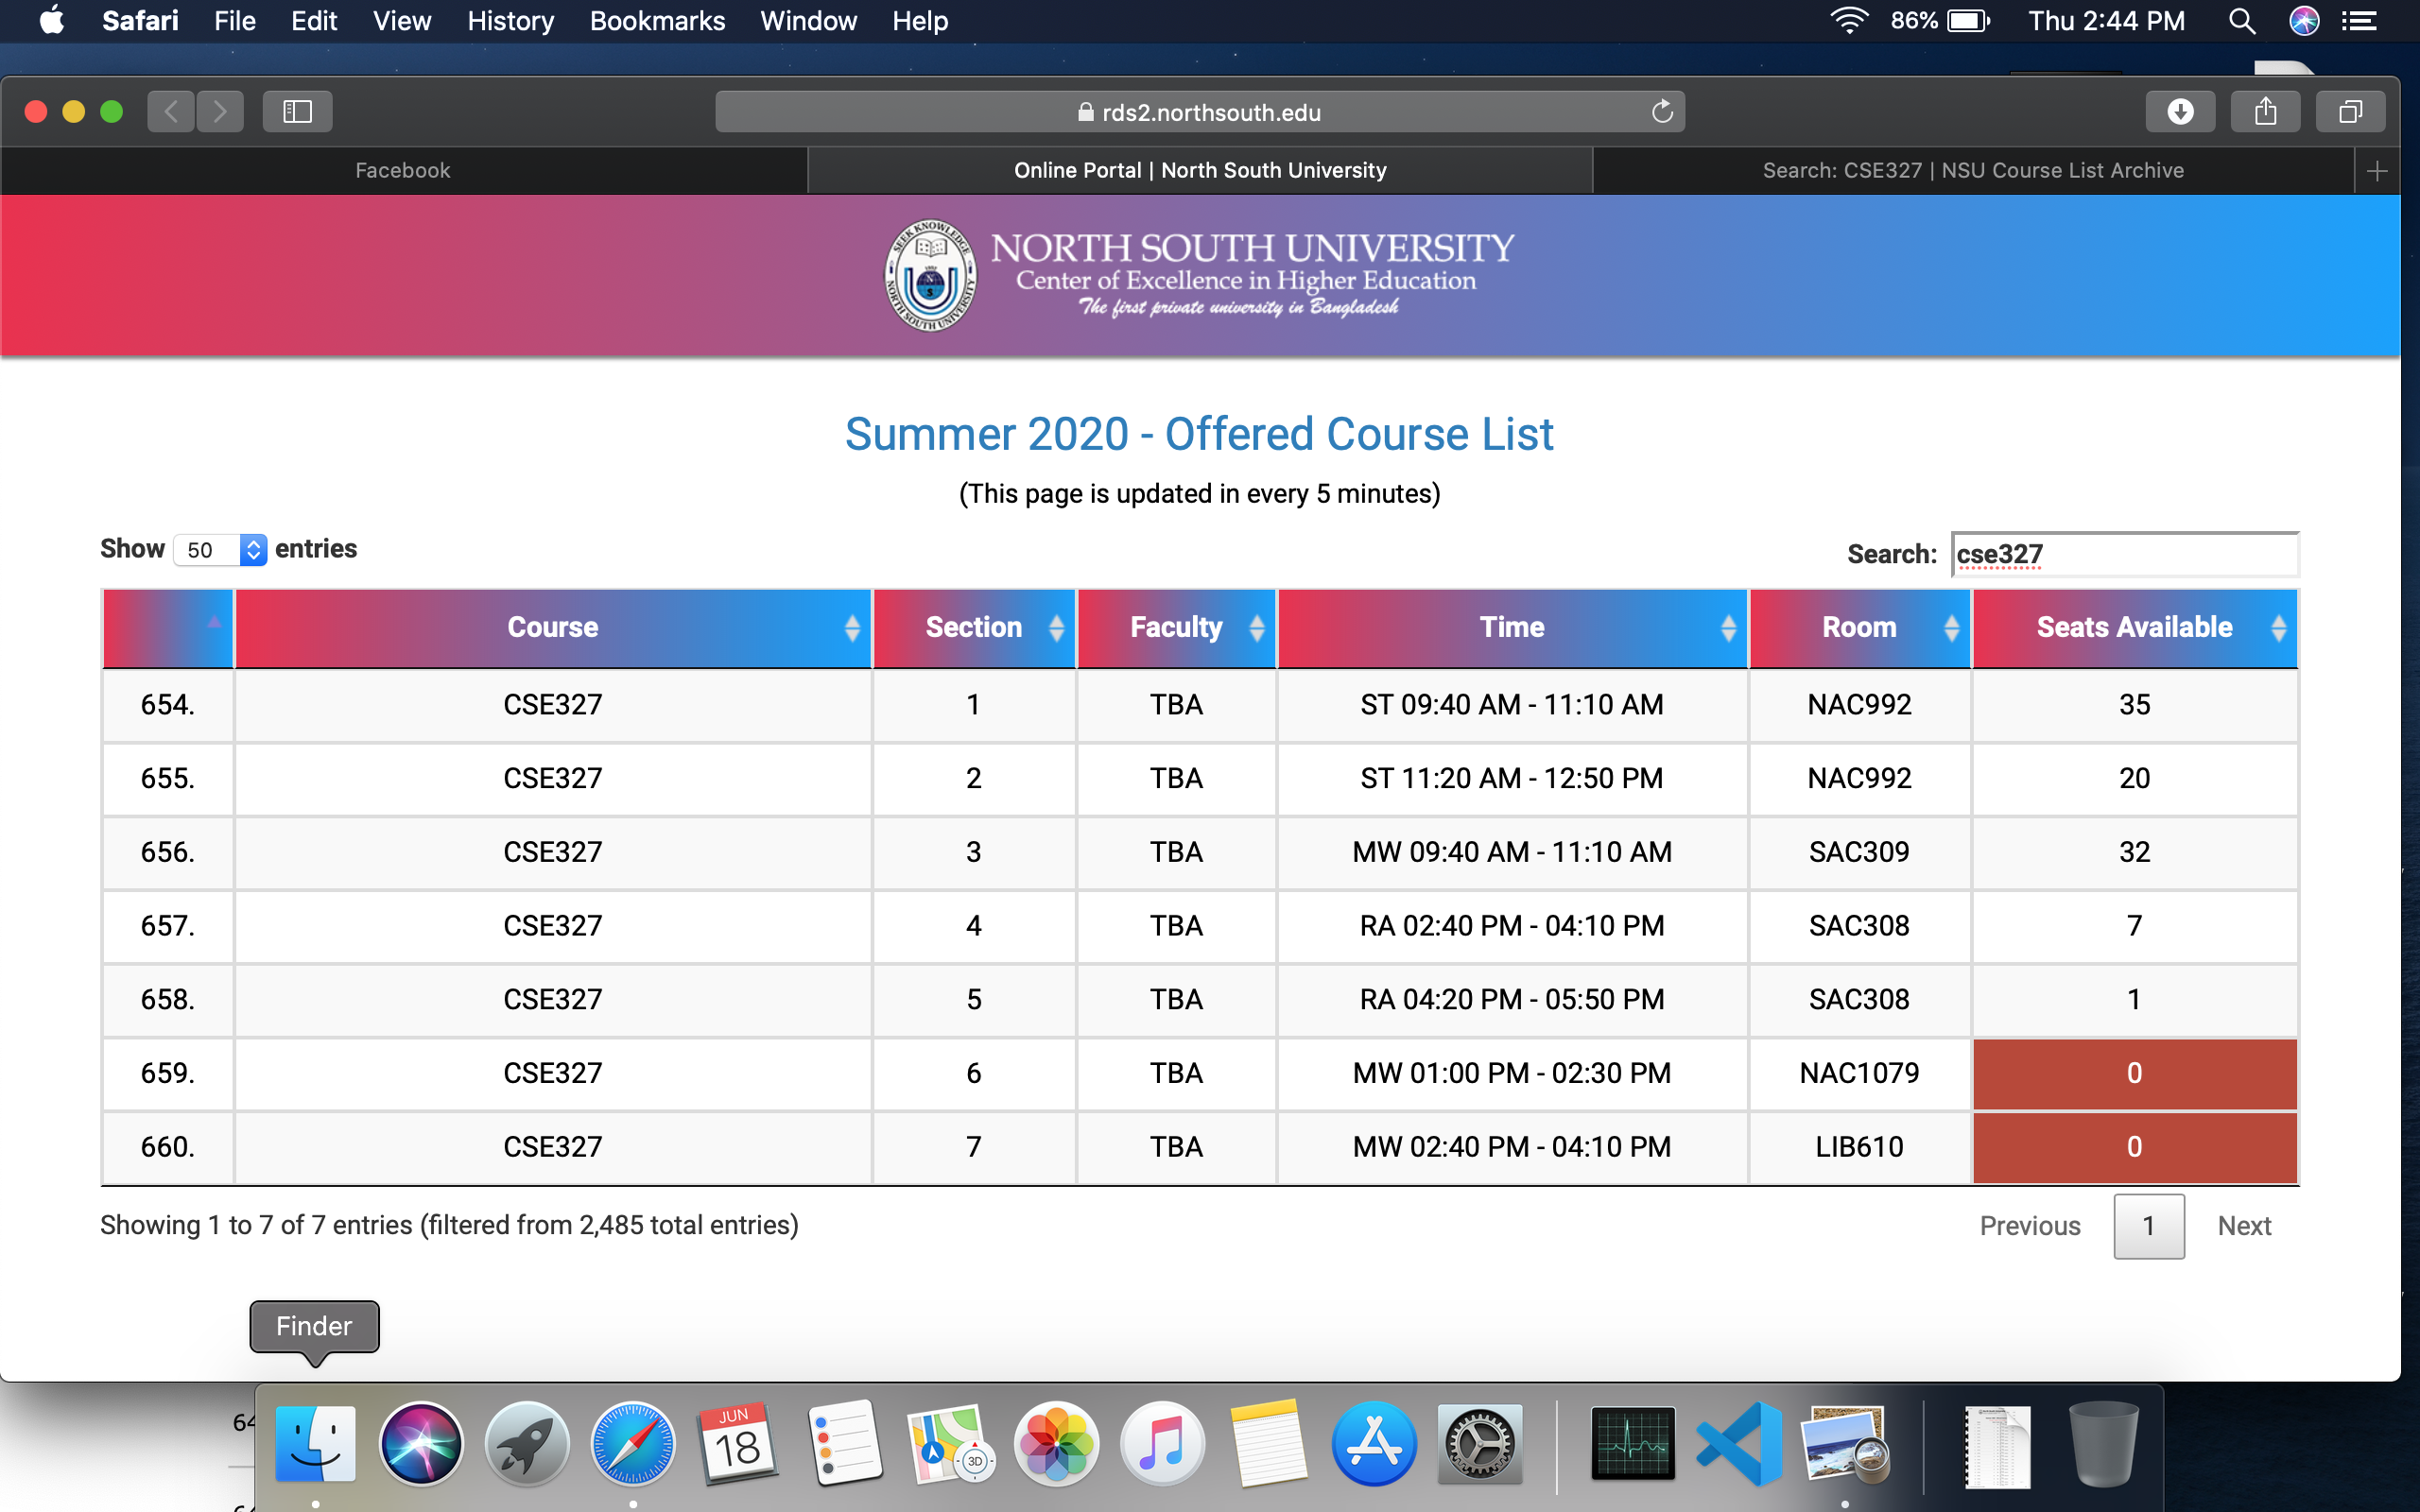 Safari File Edit View History Bookmarks Window Help 86% Thu 2:44 PM
rds2.northsouth.edu
Facebook Online Portal | North South University Search: CSE327 | NSU Course List Archive
SEEK KNOWLEDGE
NORTH SOUTH UNIVERSITY
NORTH SOUTH UNIVERSITY
Center of Excellence in Higher Education
The first private university in Bangladesh
Summer 2020 - Offered Course List
(This page is updated in every 5 minutes)
Show 50 entries Search: cse327
Course Section Faculty Time Room Seats Available
654. CSE327 1 TBA ST 09:40 AM - 11:10 AM NAC992 35
655. CSE327 2 TBA ST 11:20 AM - 12:50 PM NAC992 20
656. CSE327 3 TBA MW 09:40 AM - 11:10 AM SAC309 32
657. CSE327 4 TBA RA 02:40 PM - 04:10 PM SAC308 7
658. CSE327 5 TBA RA 04:20 PM - 05:50 PM SAC308 1
659. CSE327 6 TBA MW 01:00 PM - 02:30 PM NAC1079 0
660. CSE327 7 TBA MW 02:40 PM - 04:10 PM LIB610 0
Showing 1 to 7 of 7 entries (filtered from 2,485 total entries) Previous 1 Next
Finder
JUN
18
3D